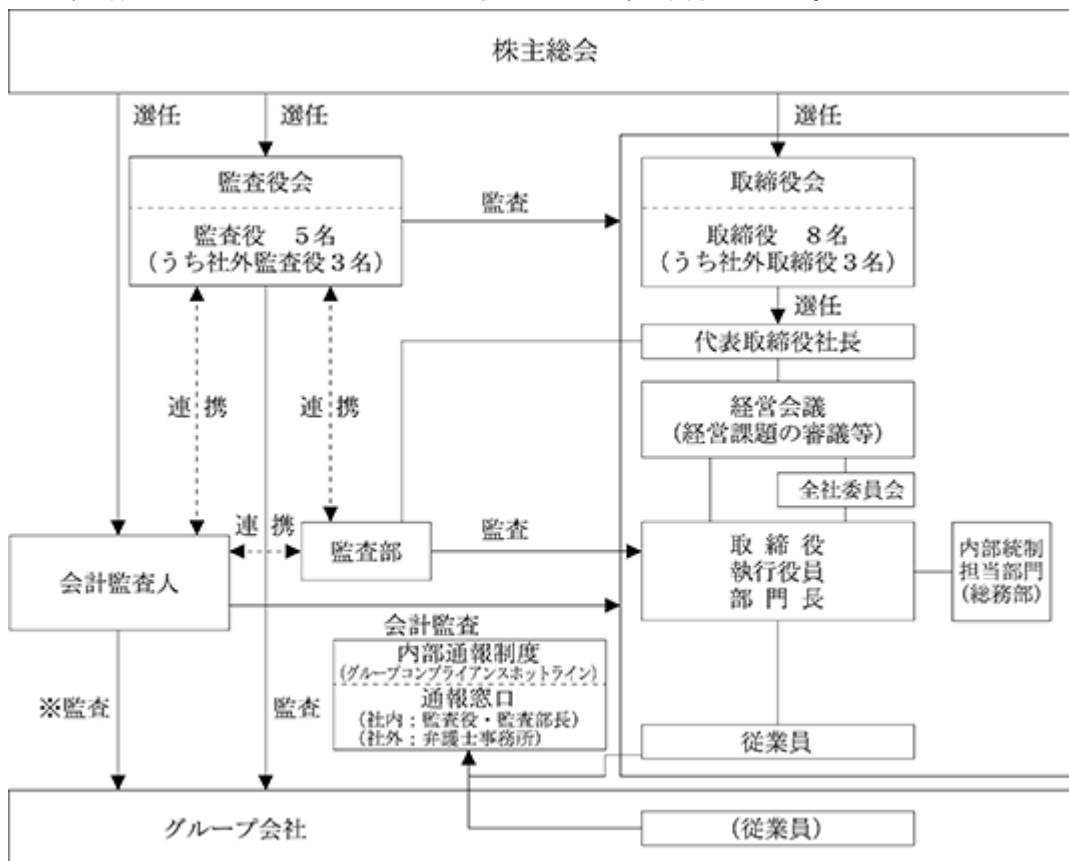 株主総会
選任
選任
選任
監査役会
監査役 5名
(うち社外監査役3名)
監査
取締役会
取締役 8名
(うち社外取締役3名)
選任
代表取締役社長
連携
連携
経営会議
(経営課題の審議等)
全社委員会
会計監査人
連携
監査部
監査
取締役
執行役員
部門長
内部統制
担当部門
(総務部)
会計監査
内部通報制度
(グループコンプライアンスホットライン)
通報窓口
(社内:監査役・監査部長)
(社外:弁護士事務所)
※監査
監査
従業員
グループ会社
(従業員)